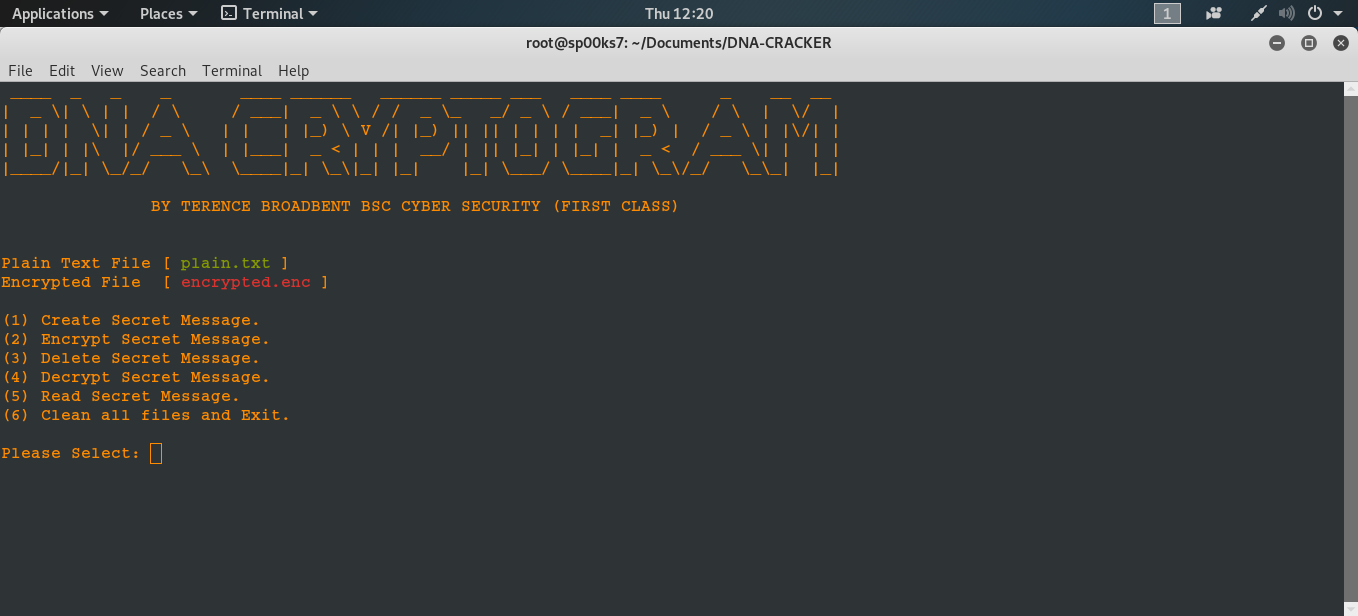 Applications Places Terminal Thu 12:20 1
root@sp00ks7: ~/Documents/DNA-CRACKER
File Edit View Search Terminal Help
DNA CRYPTOGRAM
BY TERENCE BROADBENT BSC CYBER SECURITY (FIRST CLASS)
Plain Text File [ plain.txt ]
Encrypted File [ encrypted.enc ]
(1) Create Secret Message.
(2) Encrypt Secret Message.
(3) Delete Secret Message.
(4) Decrypt Secret Message.
(5) Read Secret Message.
(6) Clean all files and Exit.
Please Select: